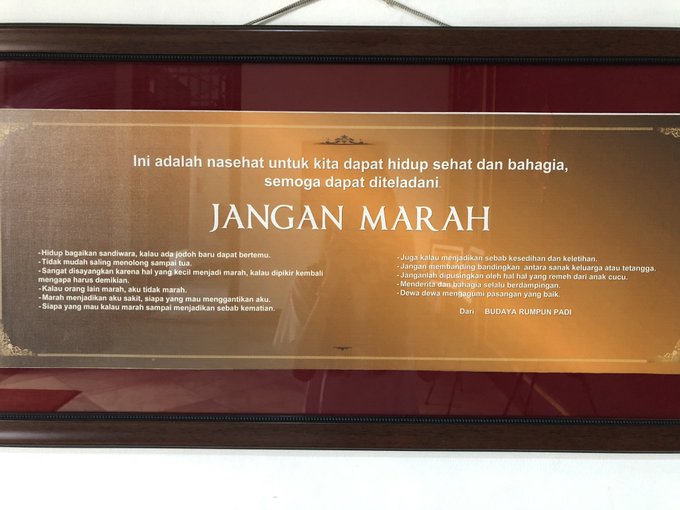 Ini adalah nasehat untuk kita dapat hidup sehat dan bahagia,
semoga dapat diteladani.
JANGAN MARAH
-Hidup bagaikan sandiwara, kalau ada jodoh baru dapat bertemu.
-Tidak mudah saling menolong sampai tua.
-Sangat disayangkan karena hal yang kecil menjadi marah, kalau dipikir kembali
mengapa harus demikian.
-Kalau orang lain marah, aku tidak marah.
-Marah menjadikan aku sakit, siapa yang mau menggantikan aku.
-Siapa yang mau kalau marah sampai menjadikan sebab kematian.
-Juga kalau menjadikan sebab kesedihan dan keletihan.
-Jangan membanding bandingkan antara sanak keluarga atau tetangga.
-Janganlah dipusingkan oleh hal hal yang remeh dari anak cucu.
-Menderita dan bahagia selalu berdampingan.
-Dewa dewa mengagumi pasangan yang baik.
Dari BUDAYA RUMPUN PADI